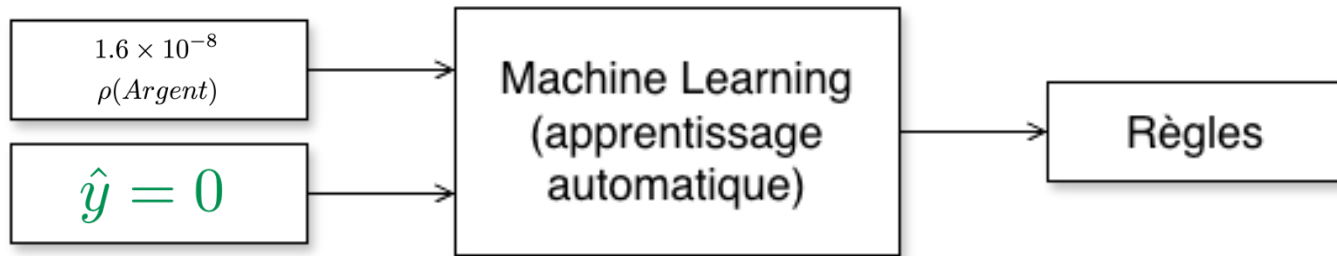 1.6 × 10⁻⁸
ρ(Argent)
ŷ = 0
Machine Learning
(apprentissage
automatique)
Règles